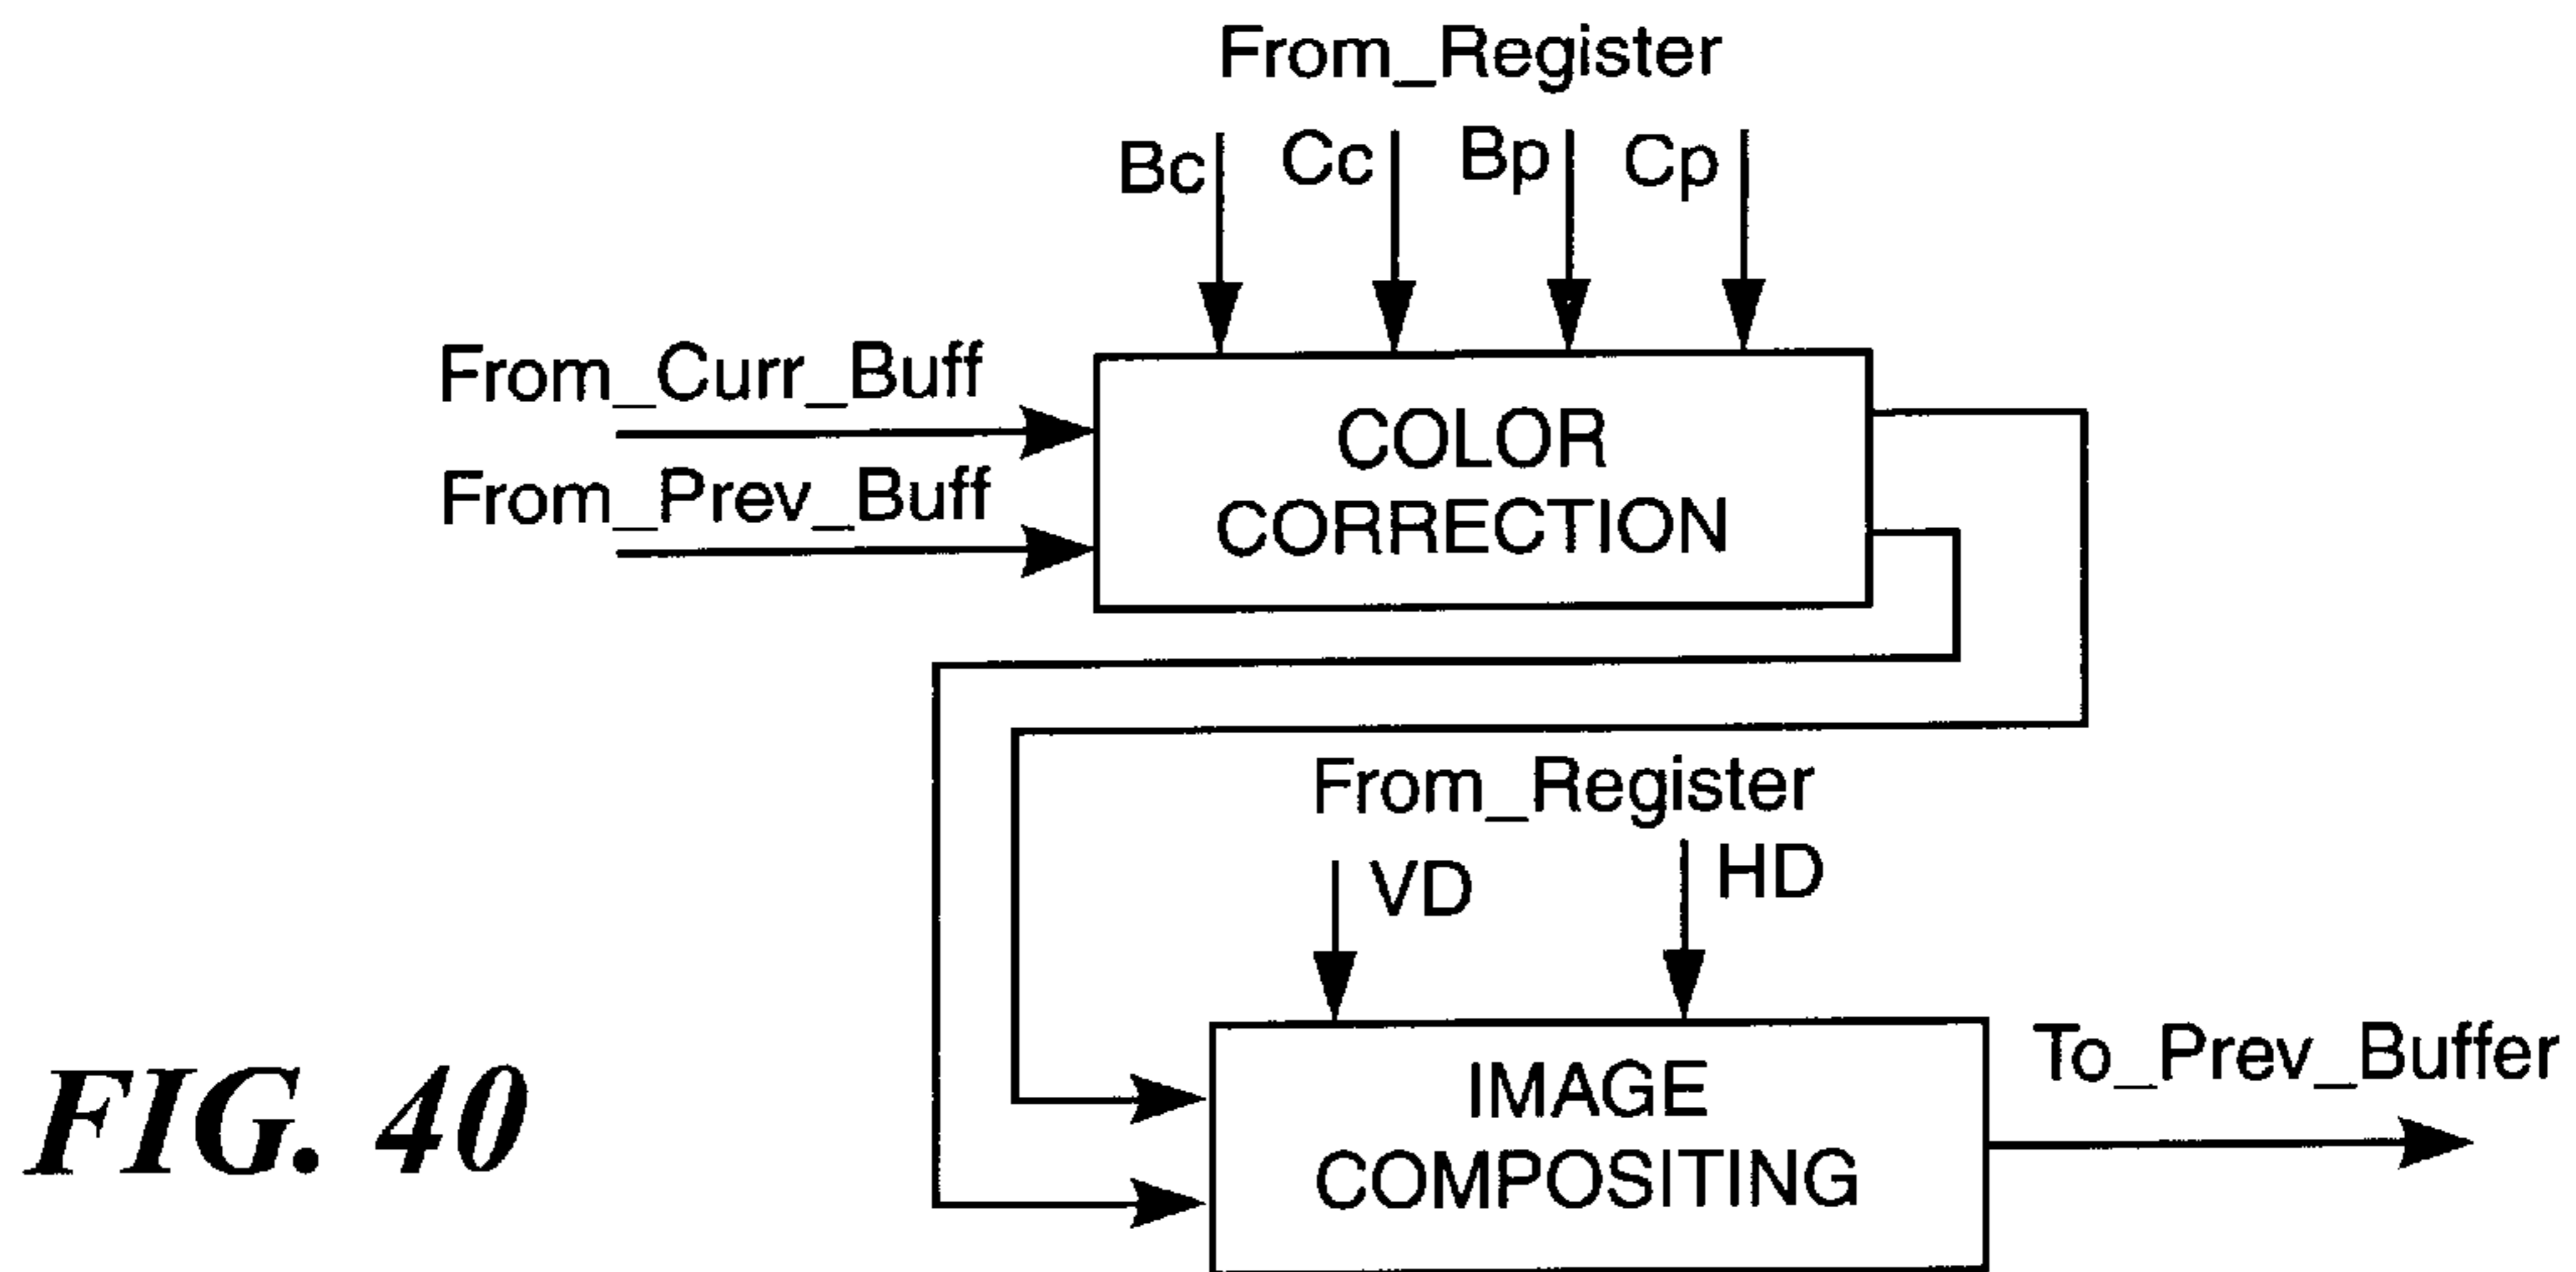 From_Register
Bc Cc Bp Cp
From_Curr_Buff
From_Prev_Buff
COLOR
CORRECTION
From_Register
VD HD
IMAGE
COMPOSITING
To_Prev_Buffer
FIG. 40